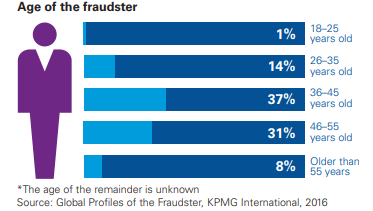 Age of the fraudster
1% 18–25
years old
14% 26–35
years old
37% 36–45
years old
31% 46–55
years old
8% Older than
55 years
*The age of the remainder is unknown
Source: Global Profiles of the Fraudster, KPMG International, 2016